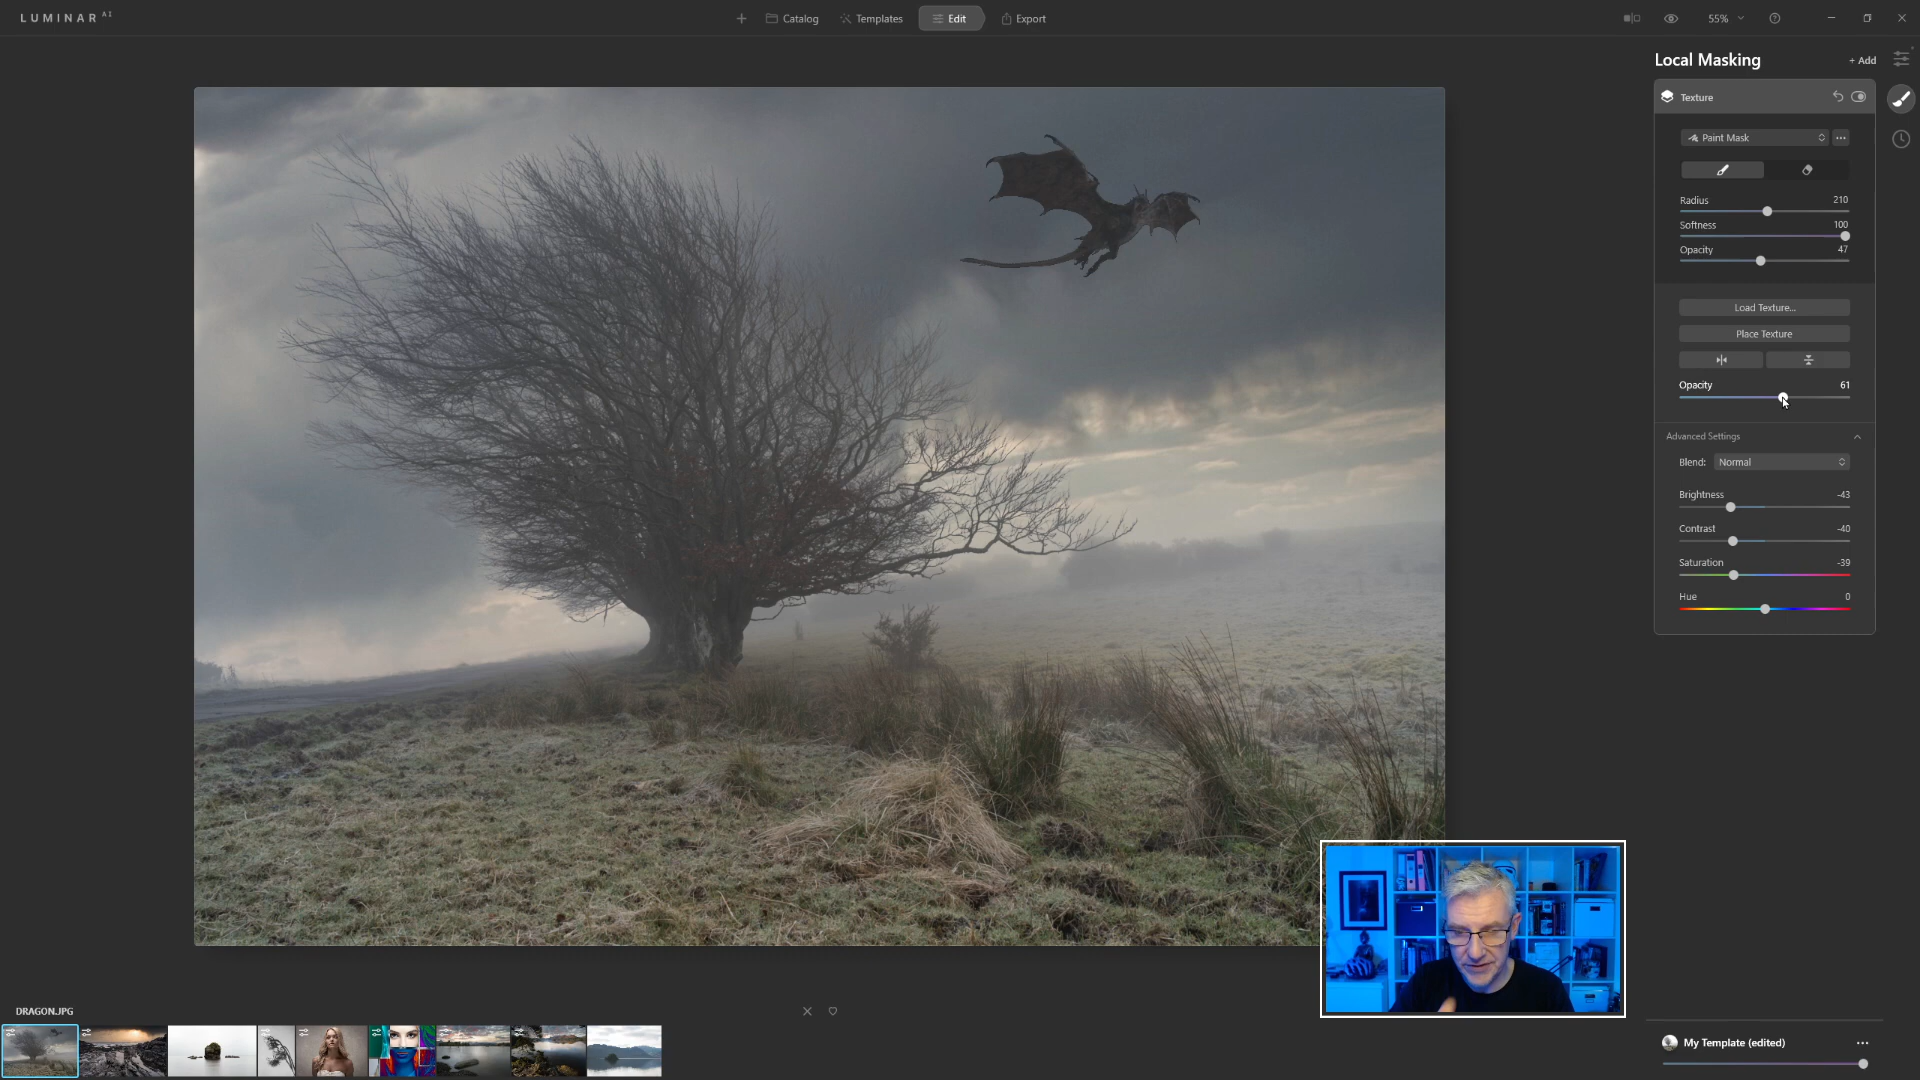 LUMINAR AI
Catalog
Templates
Edit
Export
55%
Local Masking
+ Add
Texture
Paint Mask
Radius 210
Softness 100
Opacity 47
Load Texture...
Place Texture
Opacity 61
Advanced Settings
Blend: Normal
Brightness -43
Contrast -40
Saturation -39
Hue 0
DRAGON.JPG
My Template (edited)